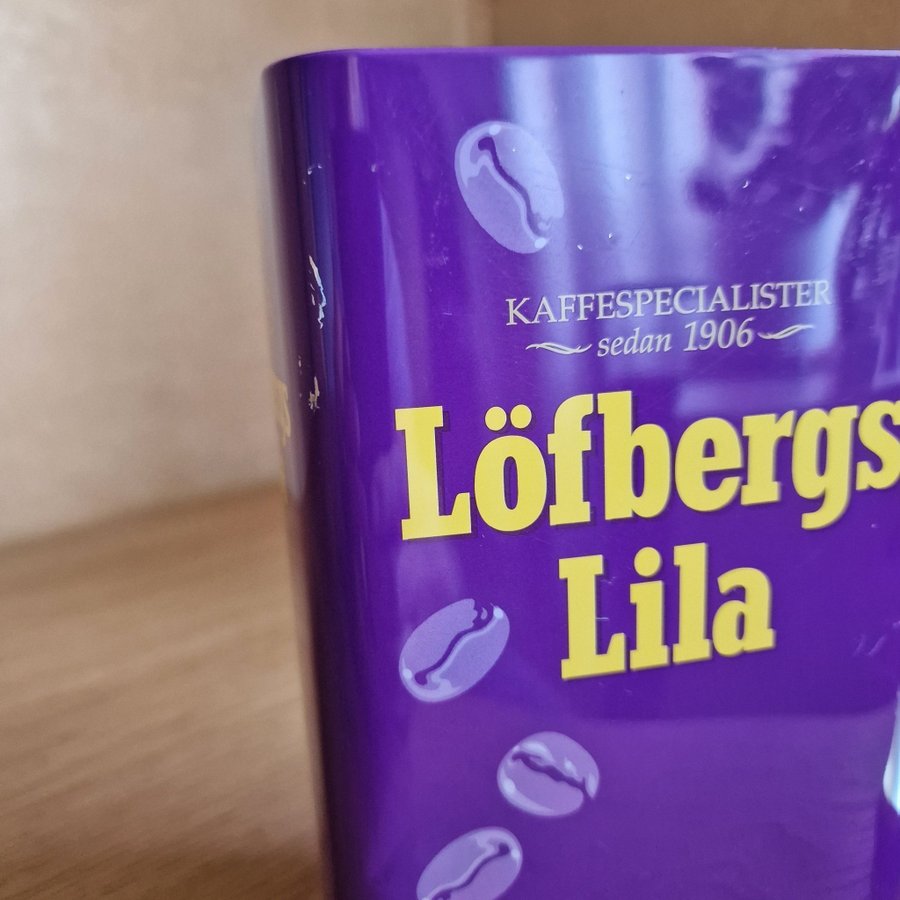 KAFFESPECIALISTER
sedan 1906
Löfbergs
Lila